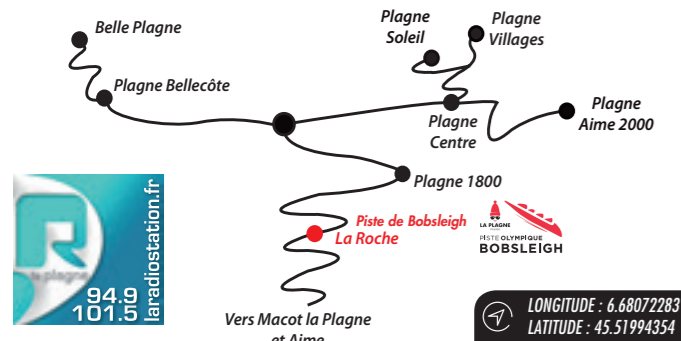 Belle Plagne
Plagne
Soleil
Plagne
Villages
Plagne Bellecôte
Plagne
Centre
Plagne
Aime 2000
Plagne 1800
Piste de Bobsleigh
La Roche
LA PLAGNE
PISTE OLYMPIQUE
BOBSLEIGH
R
la plagne
94.9
101.5
laradiostation.fr
Vers Macot la Plagne
et Aime
LONGITUDE : 6.68072283
LATITUDE : 45.51994354